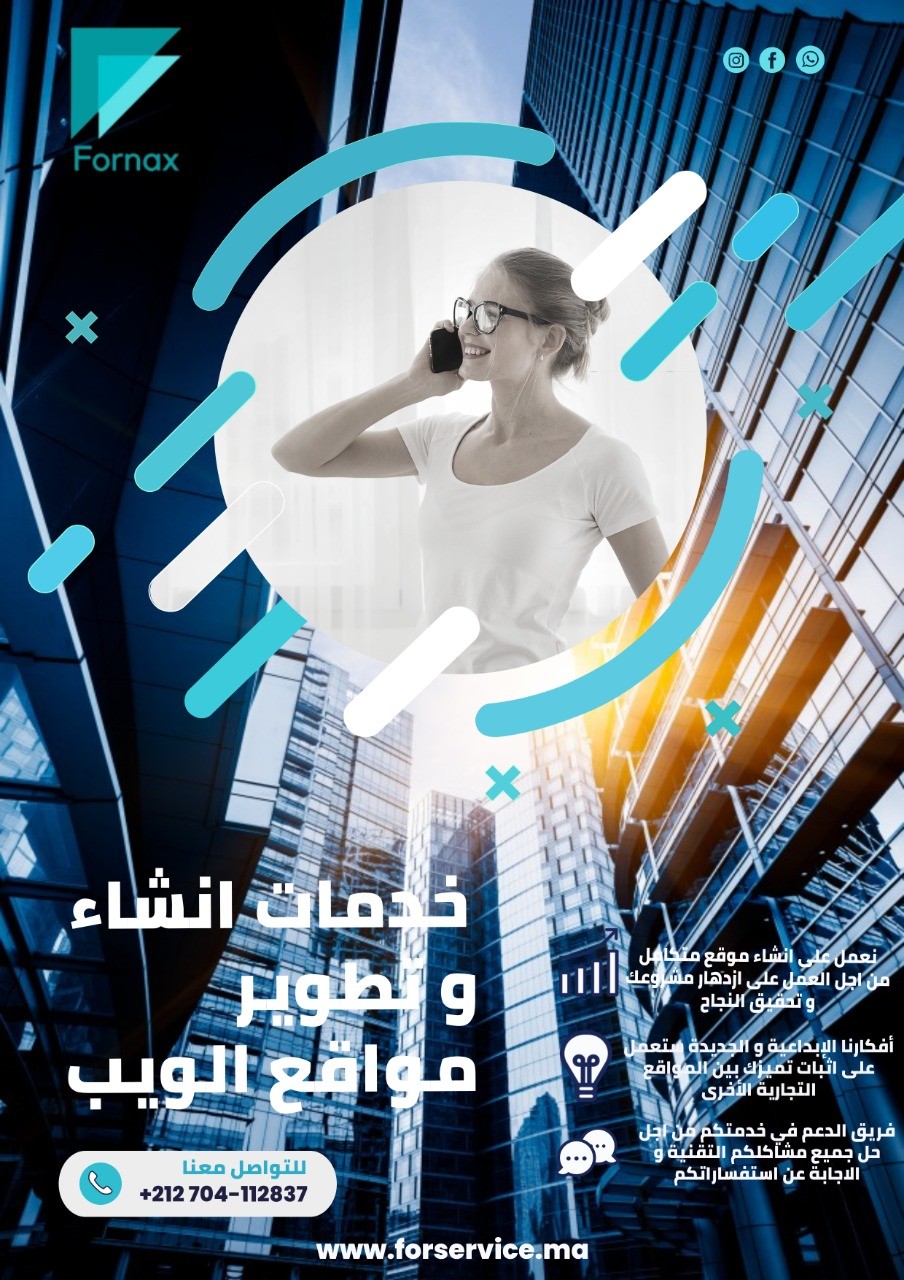 Fornax
خدمات انشاء
و تطوير
مواقع الويب
نعمل على انشاء موقع متكامل
من اجل العمل على ازدهار مشروعك
و تحقيق النجاح
أفكارنا الإبداعية و الجديدة ستعمل
على اثبات تميزك بين المواقع
التجارية الأخرى
فريق الدعم في خدمتكم من اجل
حل جميع مشاكلكم التقنية و
الاجابة عن استفساراتكم
للتواصل معنا
+212 704-112837
www.forservice.ma